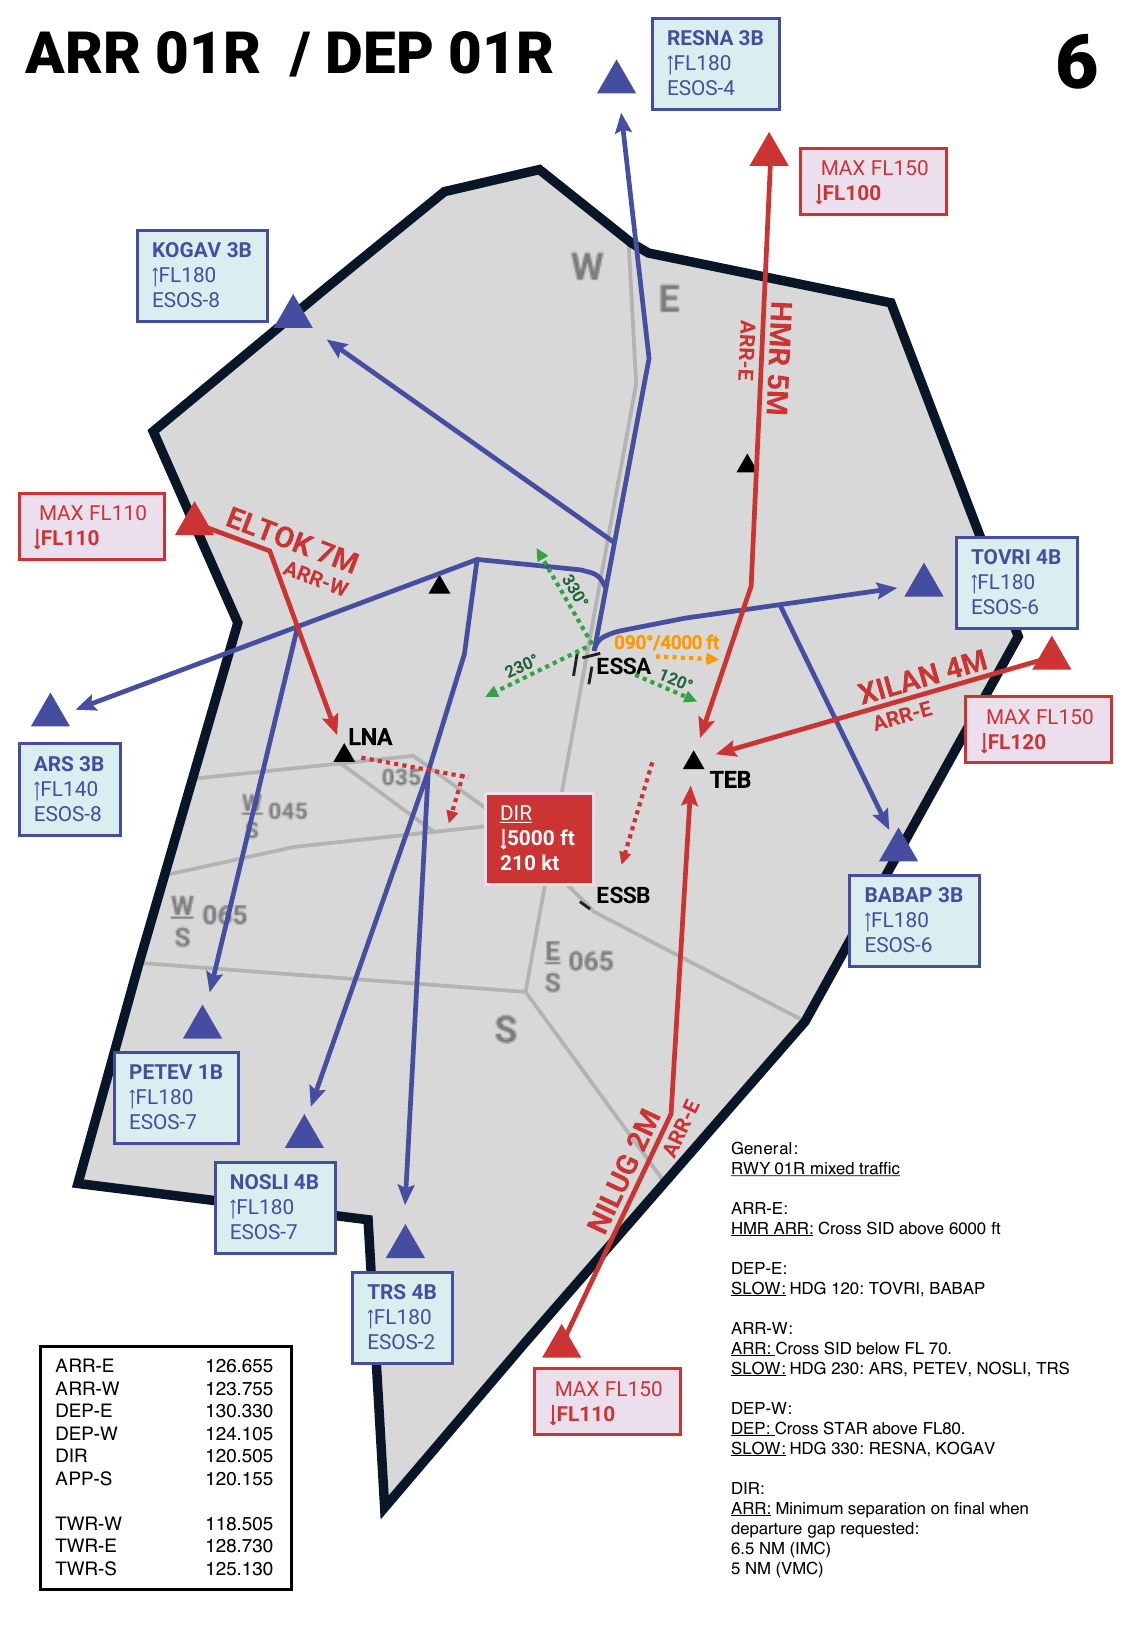 ARR 01R / DEP 01R
6
RESNA 3B
↑FL180
ESOS-4
MAX FL150
↓FL100
KOGAV 3B
↑FL180
ESOS-8
W
E
HMR 5M
ARR-E
MAX FL110
↓FL110
ELTOK 7M
ARR-W
TOVRI 4B
↑FL180
ESOS-6
330°
090°/4000 ft
230°
ESSA
120°
XILAN 4M
ARR-E
MAX FL150
↓FL120
ARS 3B
↑FL140
ESOS-8
LNA
035
TEB
W
S
045
DIR
↓5000 ft
210 kt
ESSB
W
S
065
E
S
065
BABAP 3B
↑FL180
ESOS-6
S
PETEV 1B
↑FL180
ESOS-7
NOSLI 4B
↑FL180
ESOS-7
NILUG 2M
ARR-E
TRS 4B
↑FL180
ESOS-2
MAX FL150
↓FL110
General:
RWY 01R mixed traffic
ARR-E:
HMR ARR: Cross SID above 6000 ft
DEP-E:
SLOW: HDG 120: TOVRI, BABAP
ARR-W:
ARR: Cross SID below FL 70.
SLOW: HDG 230: ARS, PETEV, NOSLI, TRS
DEP-W:
DEP: Cross STAR above FL80.
SLOW: HDG 330: RESNA, KOGAV
DIR:
ARR: Minimum separation on final when
departure gap requested:
6.5 NM (IMC)
5 NM (VMC)
ARR-E 126.655
ARR-W 123.755
DEP-E 130.330
DEP-W 124.105
DIR 120.505
APP-S 120.155
TWR-W 118.505
TWR-E 128.730
TWR-S 125.130